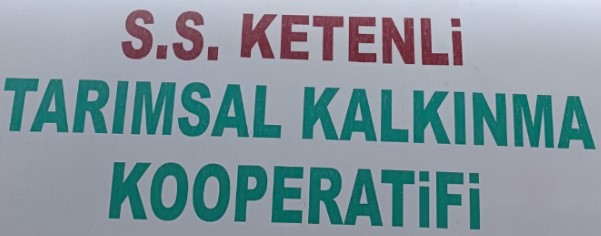 S.S. KETENLİ
TARIMSAL KALKINMA
KOOPERATİFİ